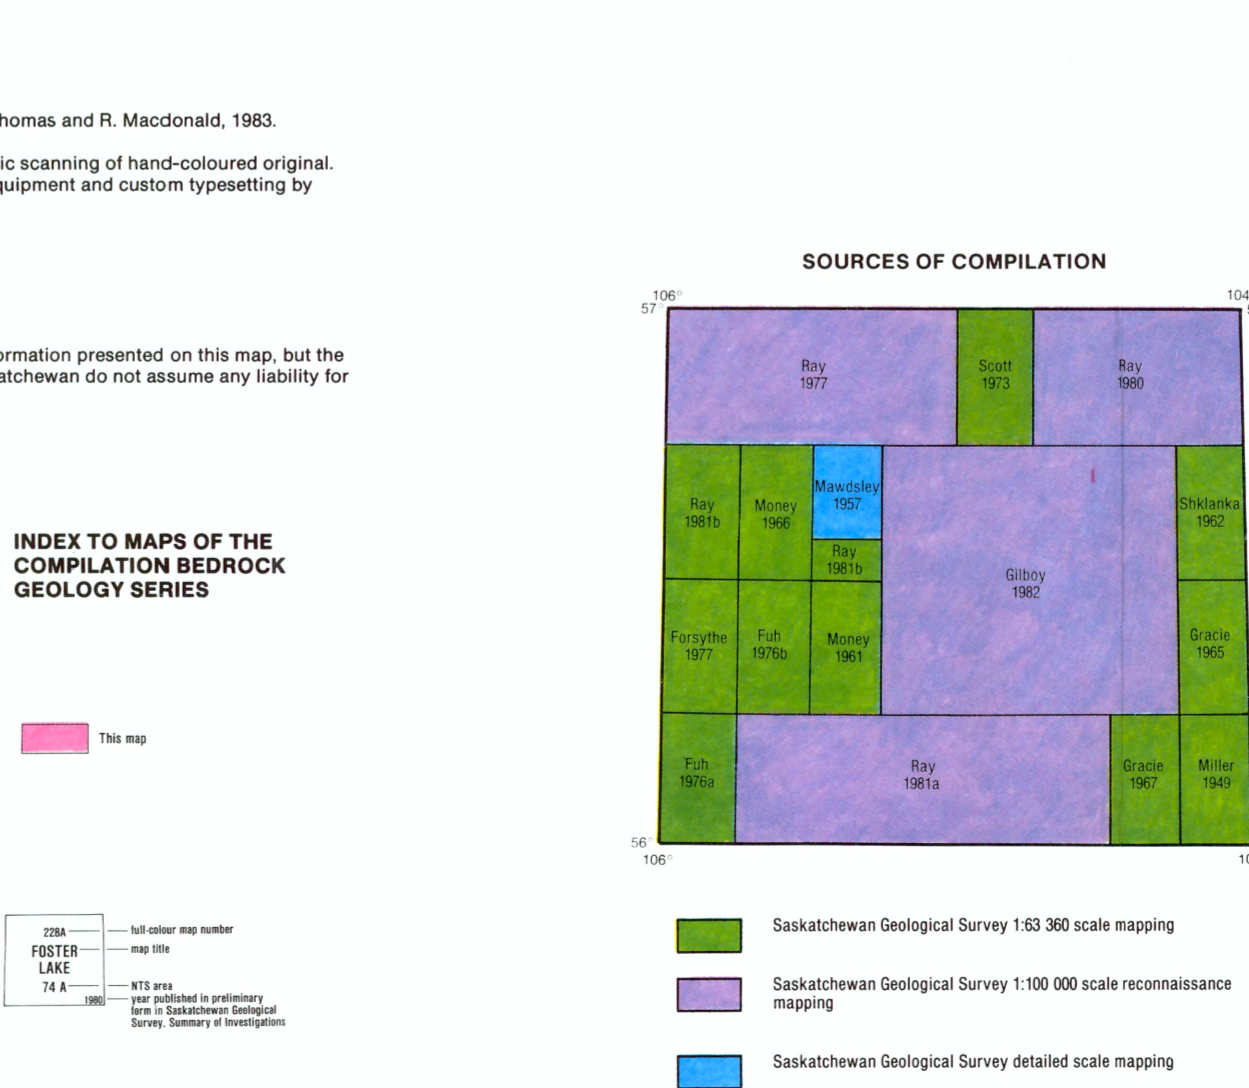 homas and R. Macdonald, 1983.
ic scanning of hand-coloured original.
quipment and custom typesetting by
ormation presented on this map, but the
atchewan do not assume any liability for
INDEX TO MAPS OF THE
COMPILATION BEDROCK
GEOLOGY SERIES
This map
228A
FOSTER
LAKE
74 A
1980
full-colour map number
map title
NTS area
year published in preliminary
form in Saskatchewan Geological
Survey, Summary of Investigations
SOURCES OF COMPILATION
106°
104
57°
Ray
1977
Scott
1973
Ray
1980
Ray
1981b
Money
1966
Mawdsley
1957
Ray
1981b
Gilboy
1982
Shklanka
1962
Forsythe
1977
Fuh
1976b
Money
1961
Gracie
1965
Fuh
1976a
Ray
1981a
Gracie
1967
Miller
1949
56°
106°
10
Saskatchewan Geological Survey 1:63 360 scale mapping
Saskatchewan Geological Survey 1:100 000 scale reconnaissance
mapping
Saskatchewan Geological Survey detailed scale mapping